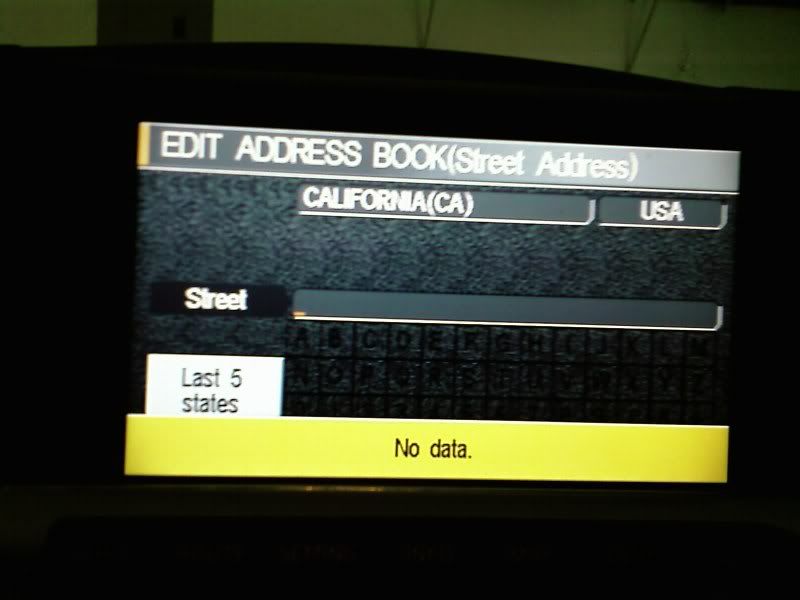 EDIT ADDRESS BOOK(Street Address)
CALIFORNIA(CA) USA
Street
A B C D E F G H I J K L M
Last 5
states
No data.